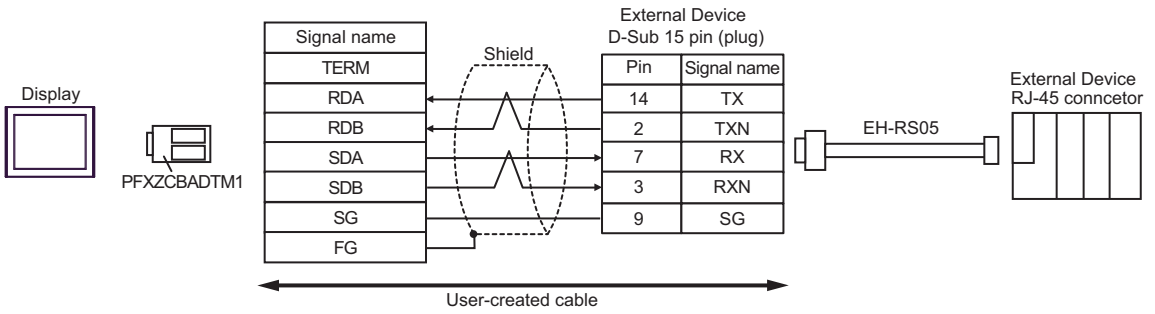 External Device
D-Sub 15 pin (plug)
Signal name
Shield
Pin Signal name
TERM
External Device
RJ-45 conncetor
Display
RDA 14 TX
RDB 2 TXN
EH-RS05
SDA 7 RX
PFXZCBADTM1
SDB 3 RXN
SG 9 SG
FG
User-created cable